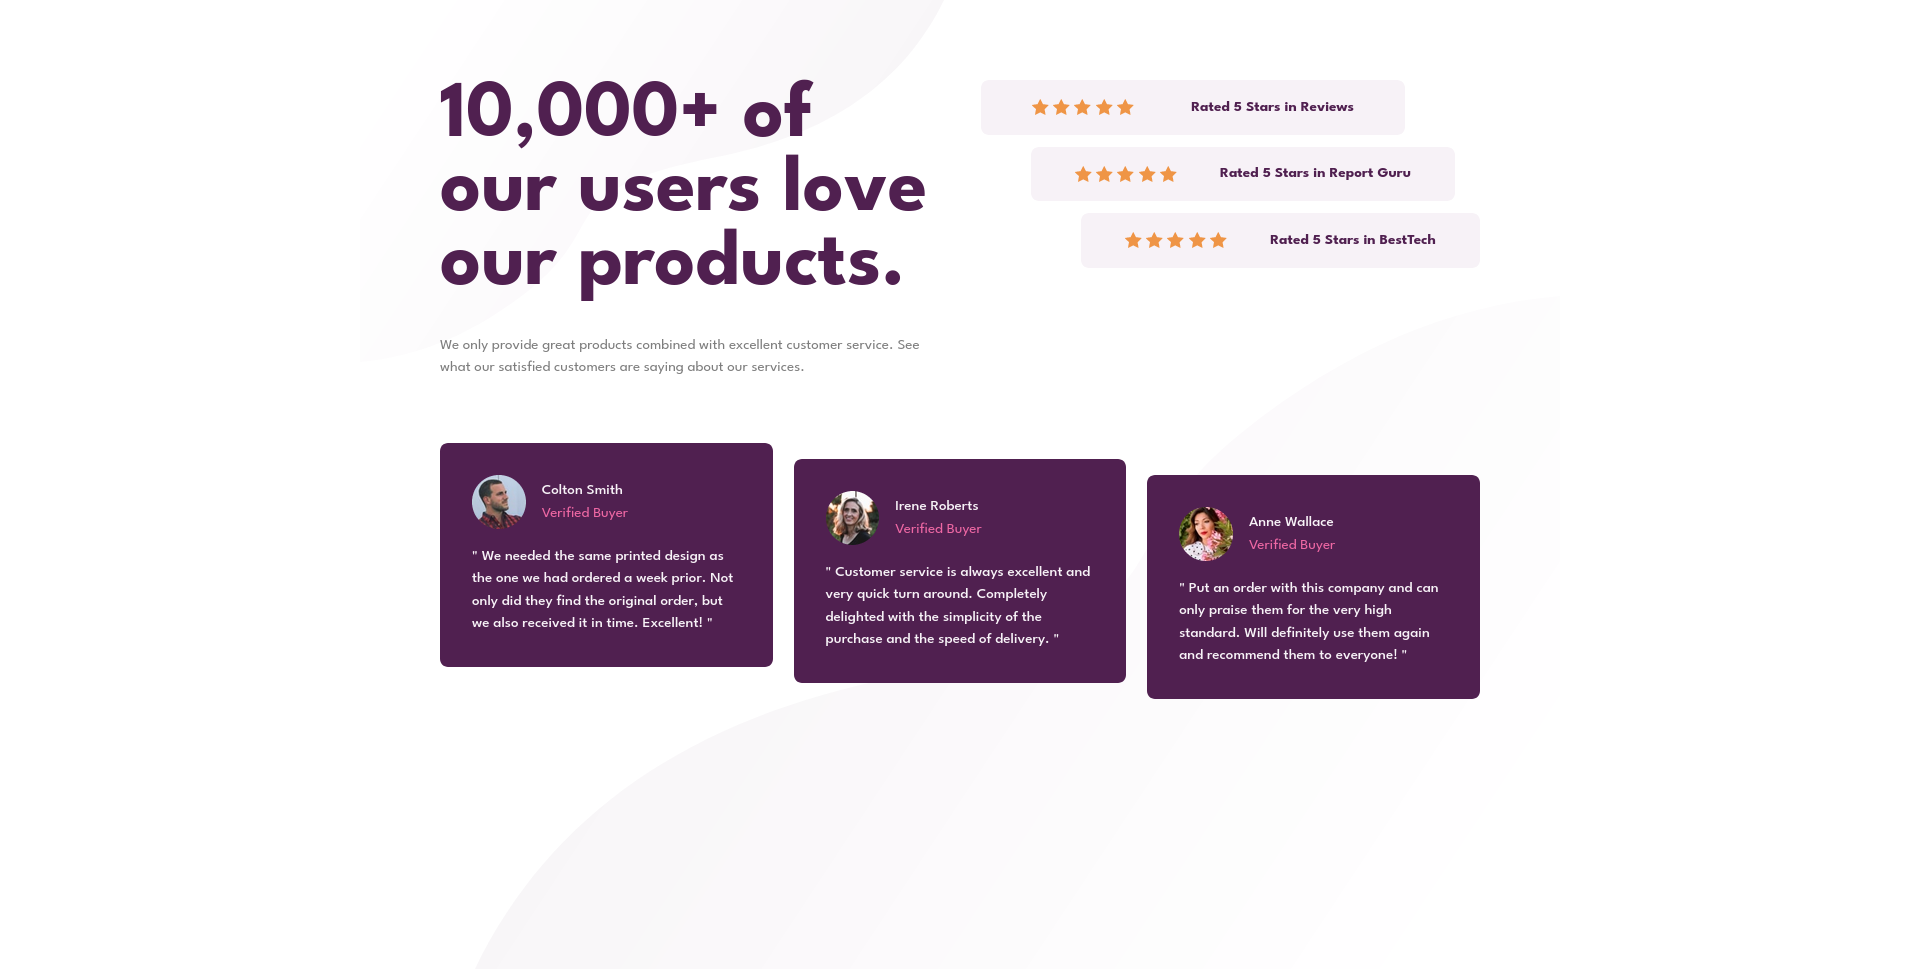 10,000+ of
our users love
our products.
We only provide great products combined with excellent customer service. See
what our satisfied customers are saying about our services.
Rated 5 Stars in Reviews
Rated 5 Stars in Report Guru
Rated 5 Stars in BestTech
Colton Smith
Verified Buyer
" We needed the same printed design as
the one we had ordered a week prior. Not
only did they find the original order, but
we also received it in time. Excellent! "
Irene Roberts
Verified Buyer
" Customer service is always excellent and
very quick turn around. Completely
delighted with the simplicity of the
purchase and the speed of delivery. "
Anne Wallace
Verified Buyer
" Put an order with this company and can
only praise them for the very high
standard. Will definitely use them again
and recommend them to everyone! "